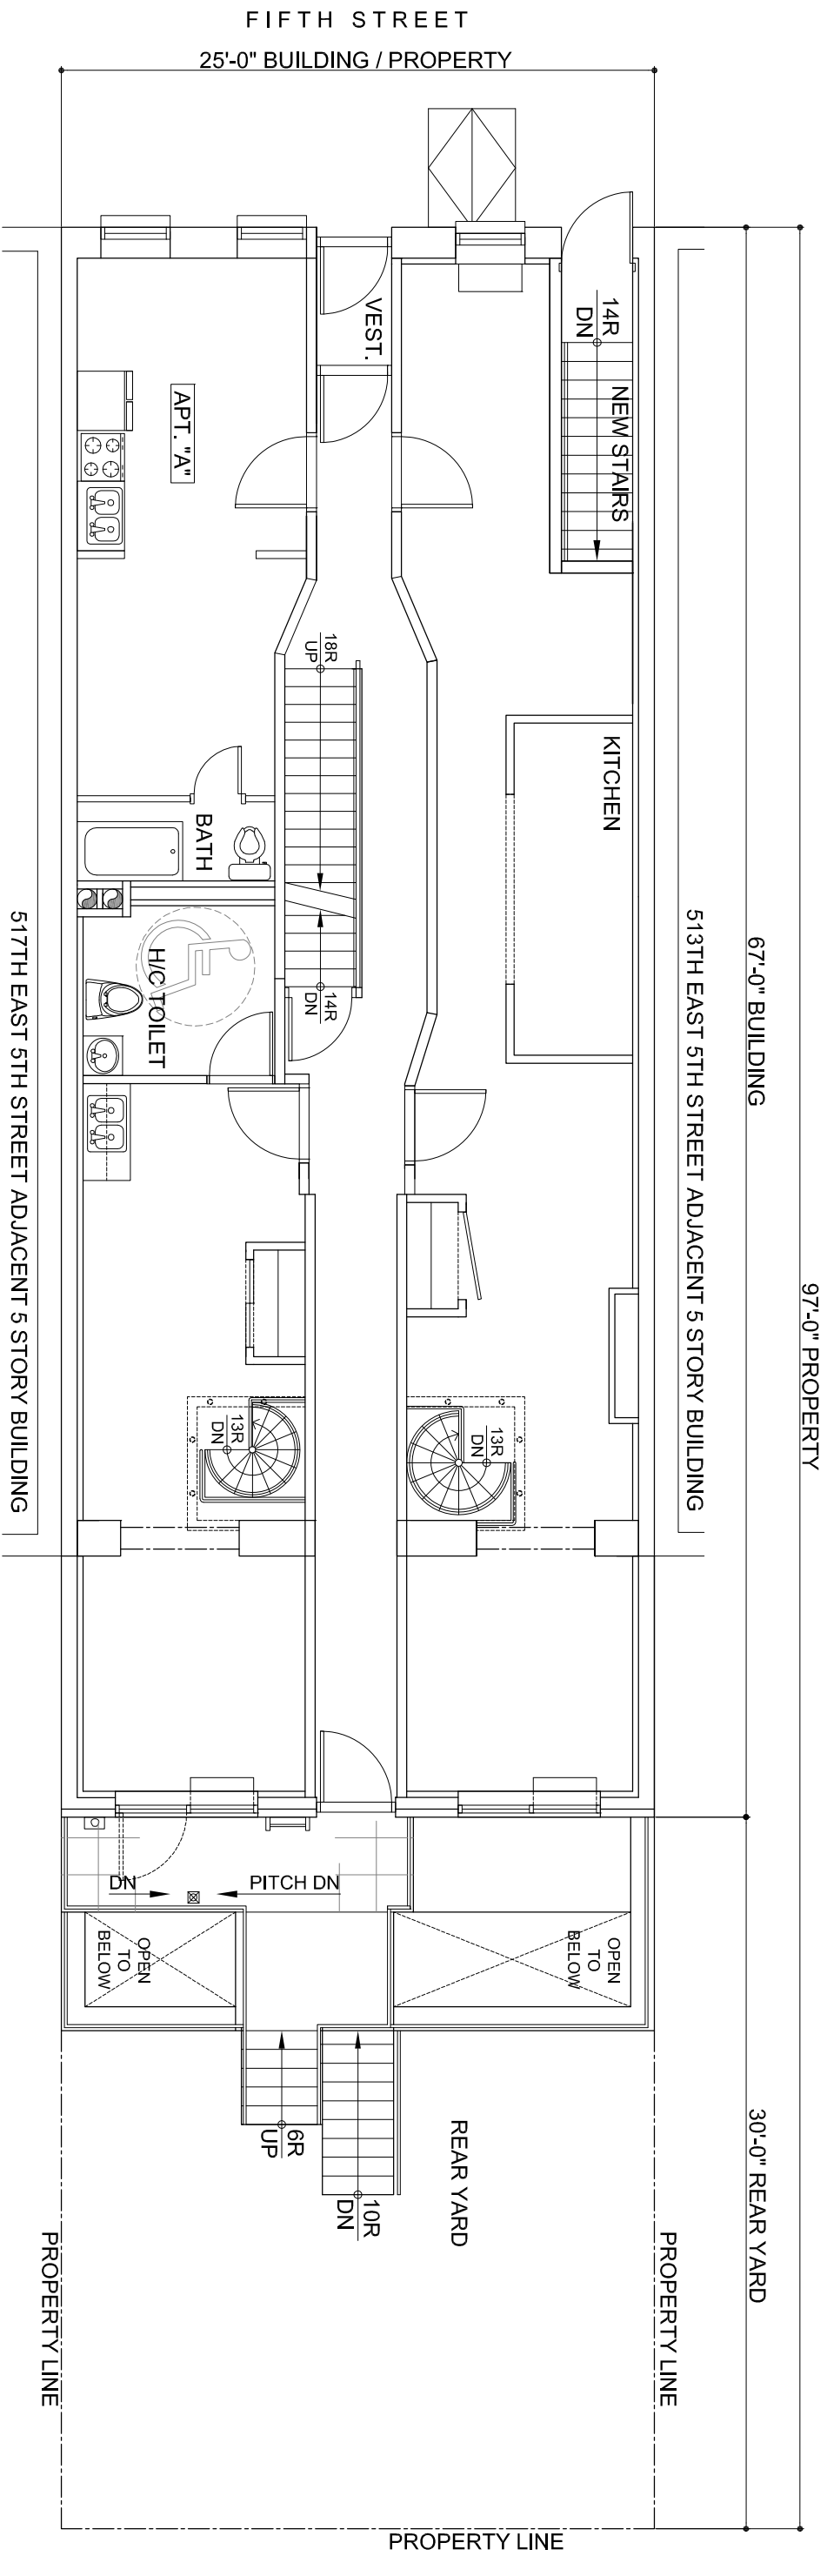 FIFTH STREET
25'-0" BUILDING / PROPERTY
VEST.
14R
DN
NEW STAIRS
APT. "A"
18R
UP
KITCHEN
BATH
H/C TOILET
14R
DN
517TH EAST 5TH STREET ADJACENT 5 STORY BUILDING
513TH EAST 5TH STREET ADJACENT 5 STORY BUILDING
67'-0" BUILDING
97'-0" PROPERTY
13R
DN
13R
DN
DN
PITCH DN
OPEN
TO
BELOW
OPEN
TO
BELOW
6R
UP
10R
DN
REAR YARD
30'-0" REAR YARD
PROPERTY LINE
PROPERTY LINE
PROPERTY LINE